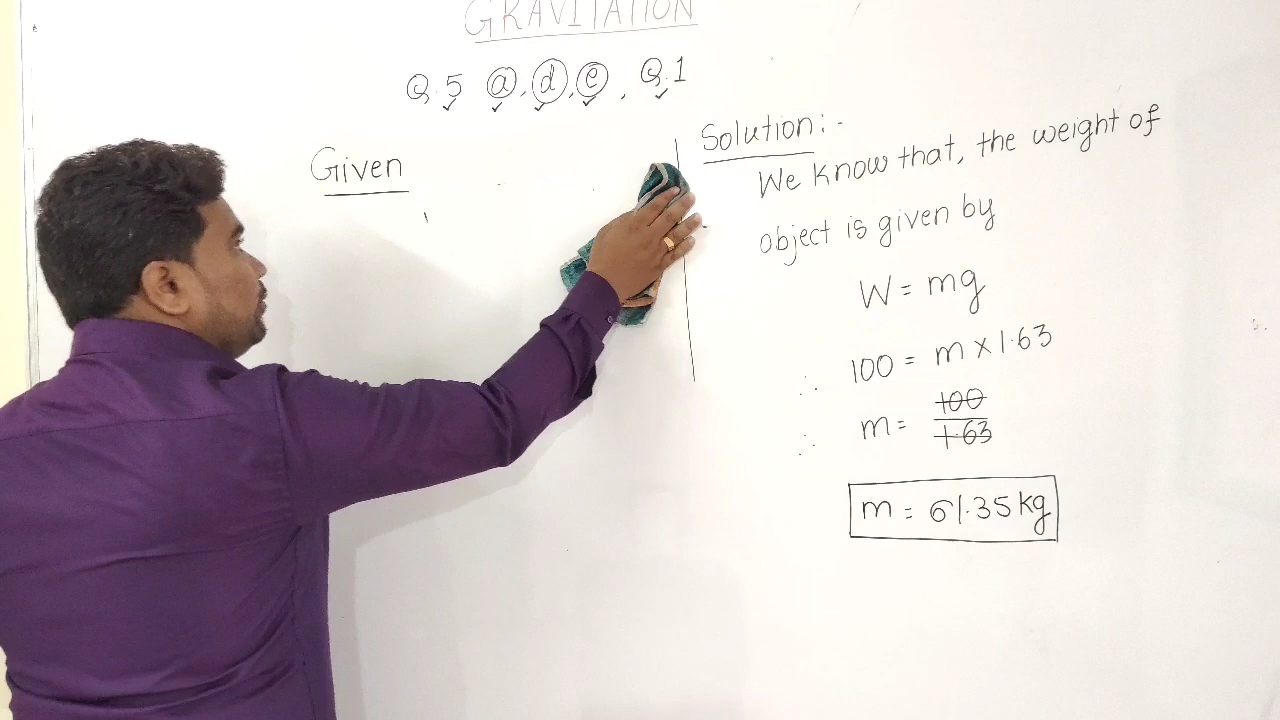 GRAVITATION
Q.5 a, d, e, Q.1
Given
Solution:-
We know that, the weight of
object is given by
W = mg
∴ 100 = m × 1.63
∴ m = 100/1.63
m = 61.35 kg